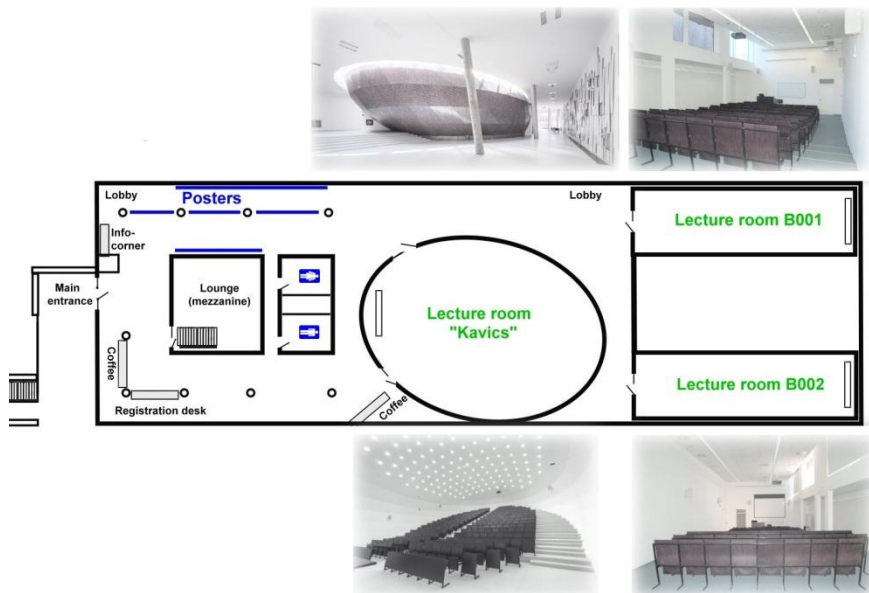 Lobby
Posters
Lobby
Lecture room B001
Info-
corner
Main
entrance
Lounge
(mezzanine)
Lecture room
"Kavics"
Coffee
Registration desk
Coffee
Lecture room B002